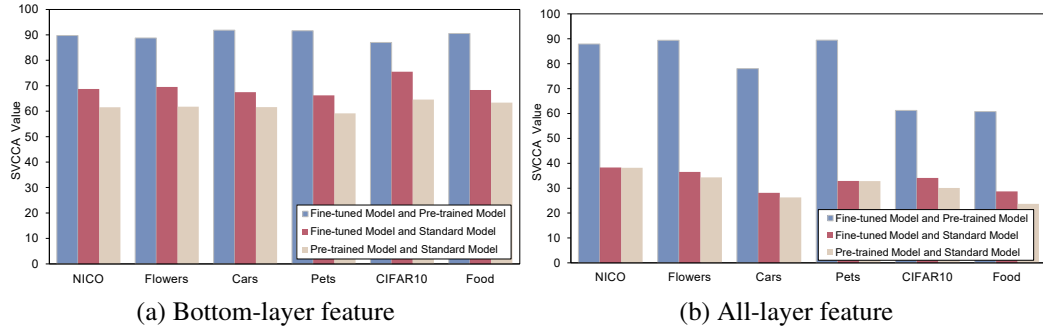 100
90
80
70
60
50
40
30
20
10
0
SVCCA Value
NICO Flowers Cars Pets CIFAR10 Food
Fine-tuned Model and Pre-trained Model
Fine-tuned Model and Standard Model
Pre-trained Model and Standard Model
(a) Bottom-layer feature
100
90
80
70
60
50
40
30
20
10
0
SVCCA Value
NICO Flowers Cars Pets CIFAR10 Food
Fine-tuned Model and Pre-trained Model
Fine-tuned Model and Standard Model
Pre-trained Model and Standard Model
(b) All-layer feature